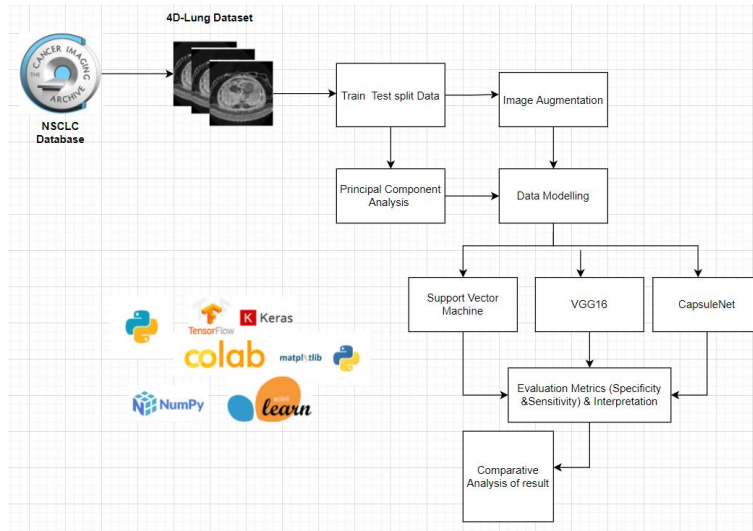 4D-Lung Dataset
THE CANCER IMAGING ARCHIVE
NSCLC
Database
Train Test split Data
Image Augmentation
Principal Component
Analysis
Data Modelling
Support Vector
Machine
VGG16
CapsuleNet
TensorFlow
K Keras
colab
matplotlib
NumPy
scikit
learn
Evaluation Metrics (Specificity
&Sensitivity) & Interpretation
Comparative
Analysis of result